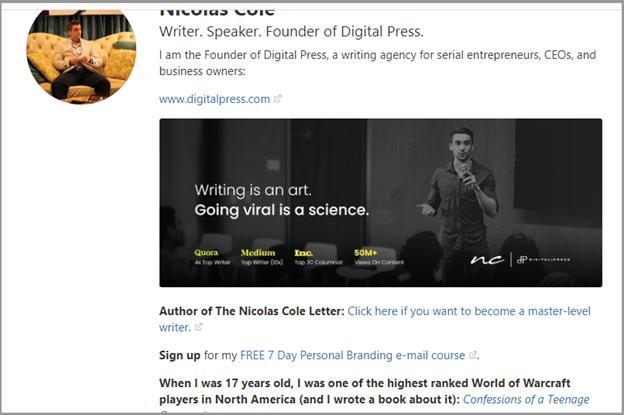 Nicolas Cole
Writer. Speaker. Founder of Digital Press.
I am the Founder of Digital Press, a writing agency for serial entrepreneurs, CEOs, and
business owners:
www.digitalpress.com
Writing is an art.
Going viral is a science.
Quora Medium Inc. 50M+
4x Top Writer Top Writer (10x) Top 30 Columnist Views On Content
nc DIGITALPRESS
Author of The Nicolas Cole Letter: Click here if you want to become a master-level
writer.
Sign up for my FREE 7 Day Personal Branding e-mail course.
When I was 17 years old, I was one of the highest ranked World of Warcraft
players in North America (and I wrote a book about it): Confessions of a Teenage